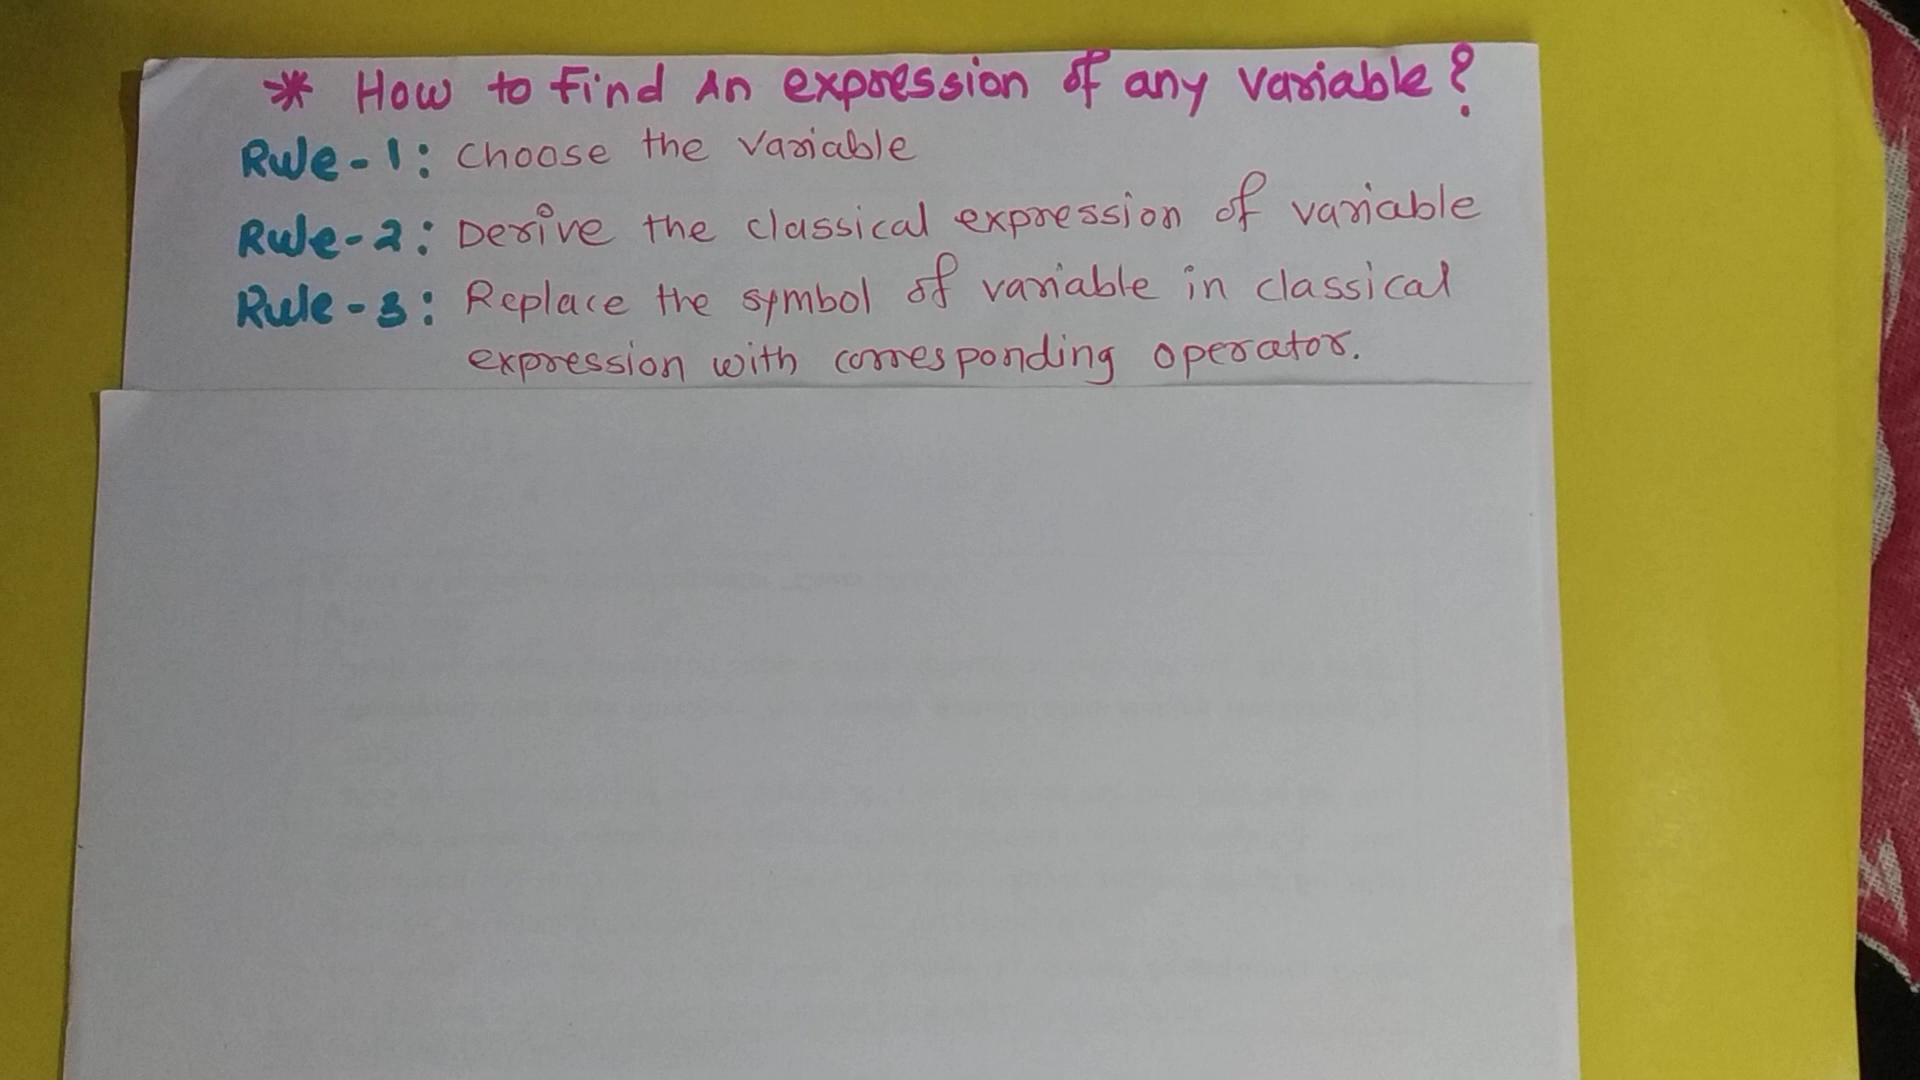 * How to Find An expression of any variable?
Rule-1: Choose the variable
Rule-2: Derive the classical expression of variable
Rule-3: Replace the symbol of variable in classical
expression with corresponding operator.